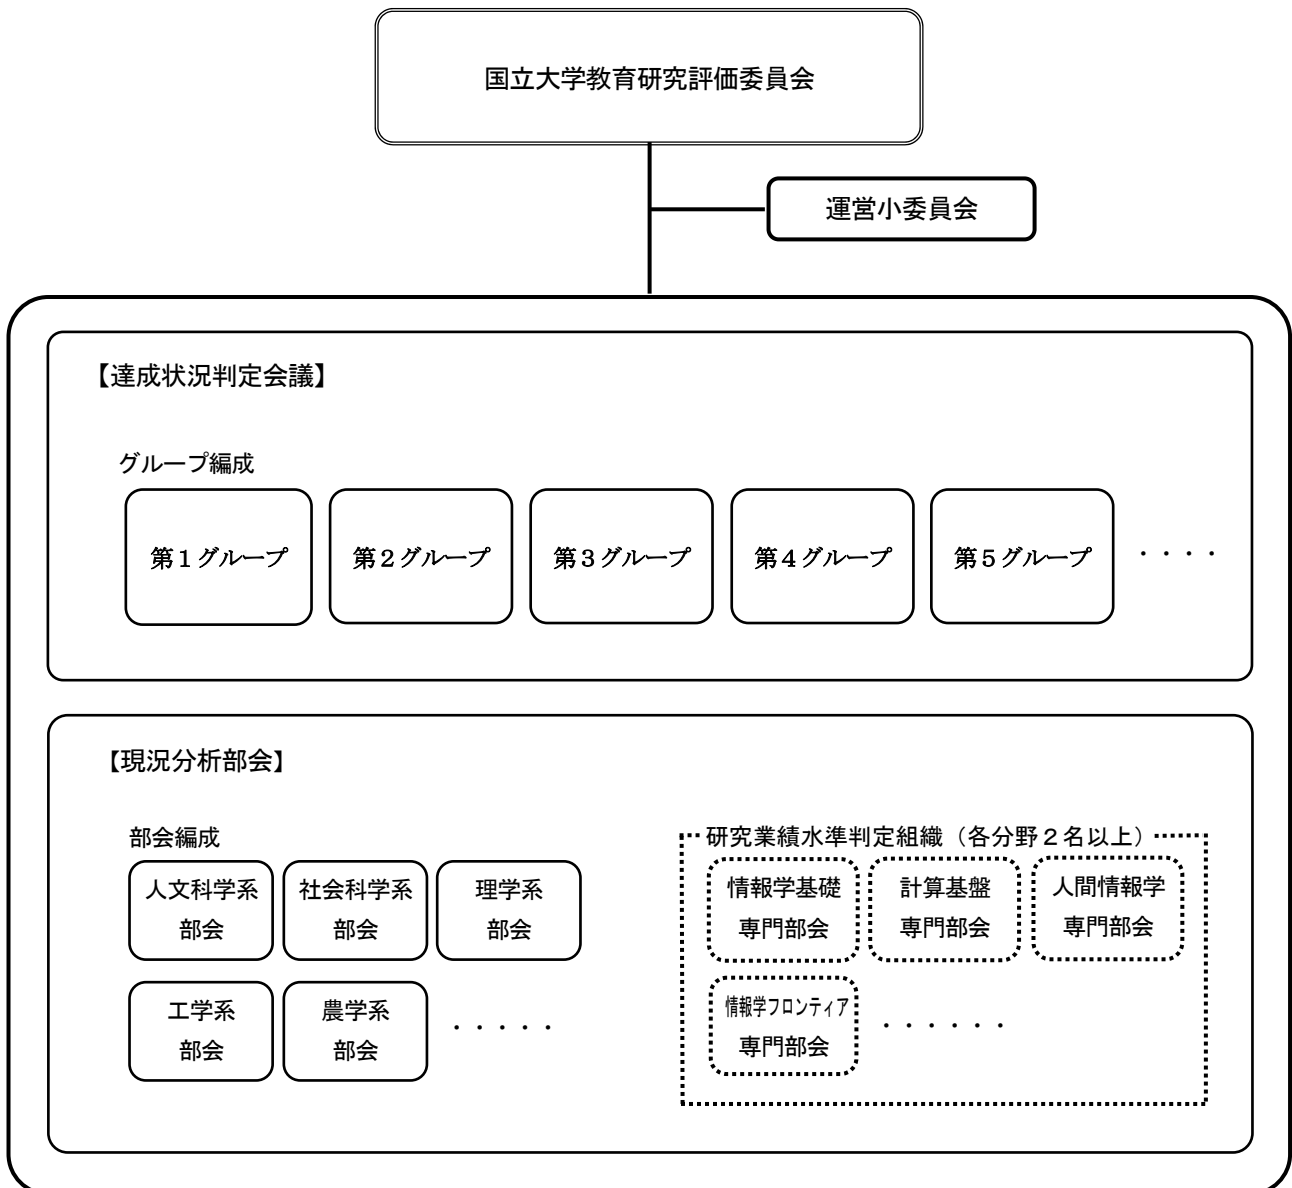 国立大学教育研究評価委員会
運営小委員会
【達成状況判定会議】
グループ編成
第1グループ
第2グループ
第3グループ
第4グループ
第5グループ
・・・・
【現況分析部会】
部会編成
人文科学系
部会
社会科学系
部会
理学系
部会
工学系
部会
農学系
部会
・・・・・
研究業績水準判定組織（各分野２名以上）
情報学基礎
専門部会
計算基盤
専門部会
人間情報学
専門部会
情報学フロンティア
専門部会
・・・・・・